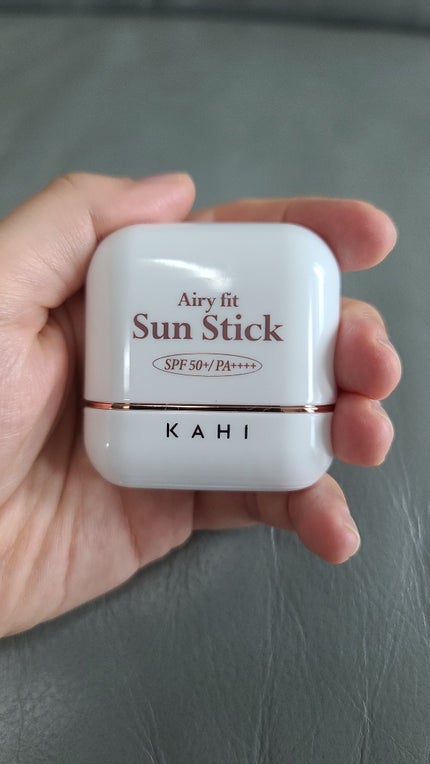 Airy fit
Sun Stick
SPF 50+/PA++++
KAHI